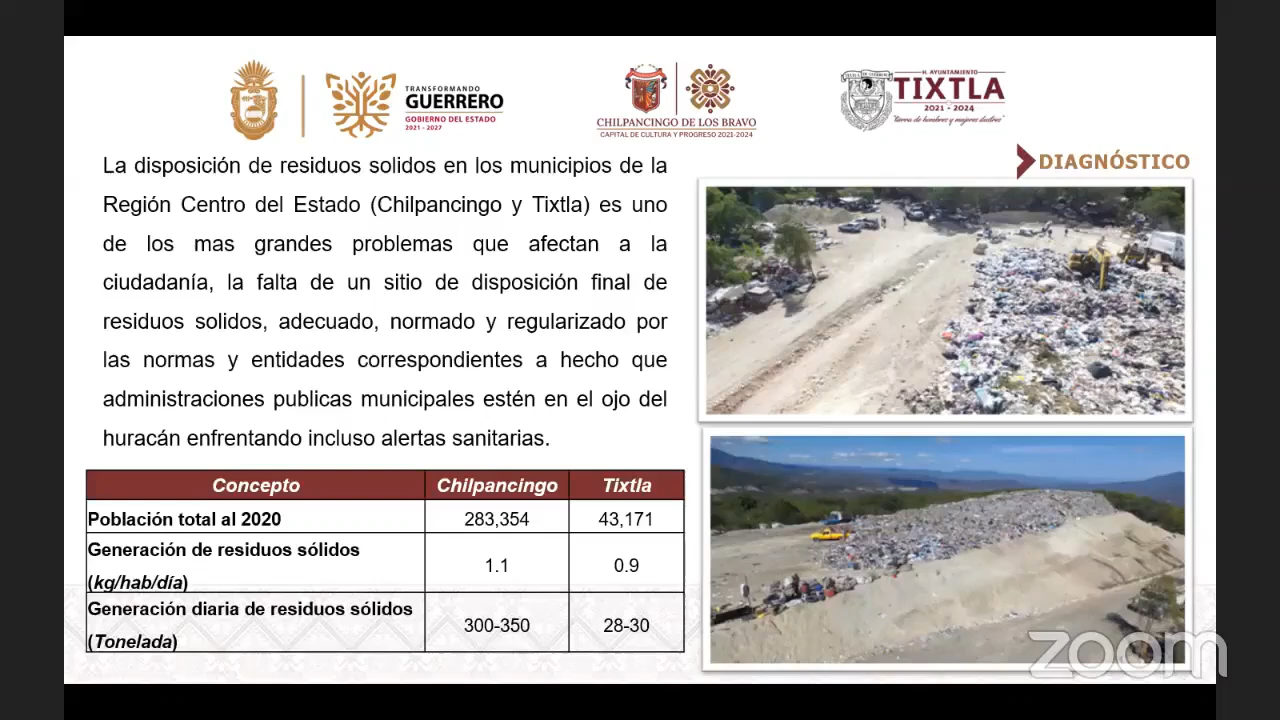 TRANSFORMANDO
GUERRERO
GOBIERNO DEL ESTADO
2021 - 2027
CHILPANCINGO DE LOS BRAVO
CAPITAL DE CULTURA Y PROGRESO 2021-2024
H. AYUNTAMIENTO
TIXTLA
2021 - 2024
"tierra de hombres y mujeres ilustres"
DIAGNÓSTICO
La disposición de residuos solidos en los municipios de la
Región Centro del Estado (Chilpancingo y Tixtla) es uno
de los mas grandes problemas que afectan a la
ciudadanía, la falta de un sitio de disposición final de
residuos solidos, adecuado, normado y regularizado por
las normas y entidades correspondientes a hecho que
administraciones publicas municipales estén en el ojo del
huracán enfrentando incluso alertas sanitarias.
Concepto Chilpancingo Tixtla
Población total al 2020 283,354 43,171
Generación de residuos sólidos
(kg/hab/día) 1.1 0.9
Generación diaria de residuos sólidos
(Tonelada) 300-350 28-30
zoom